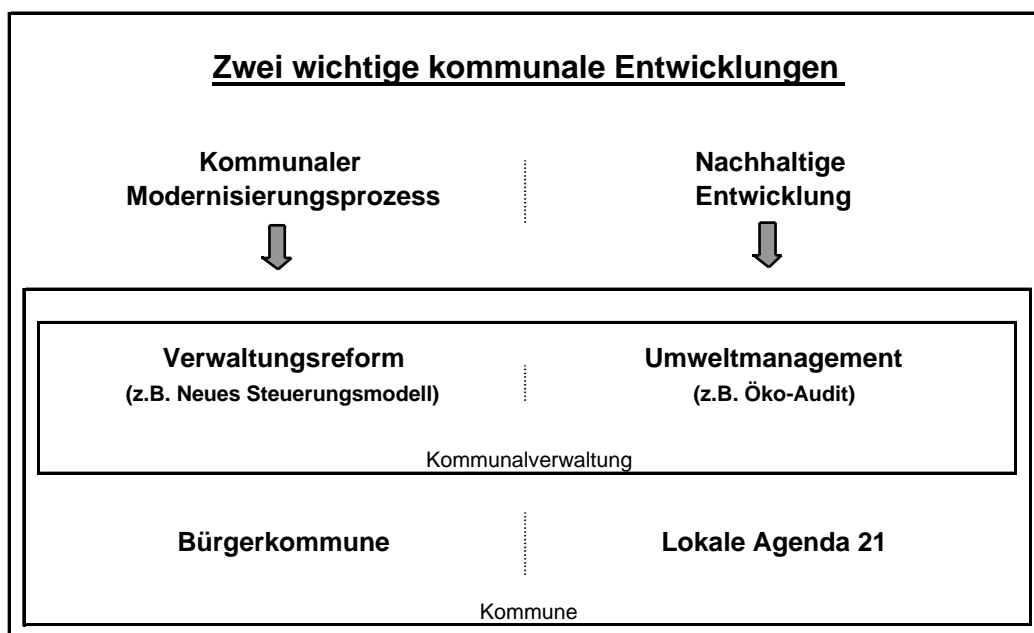 Zwei wichtige kommunale Entwicklungen
Kommunaler
Modernisierungsprozess
Nachhaltige
Entwicklung
Verwaltungsreform
(z.B. Neues Steuerungsmodell)
Umweltmanagement
(z.B. Öko-Audit)
Kommunalverwaltung
Bürgerkommune
Lokale Agenda 21
Kommune